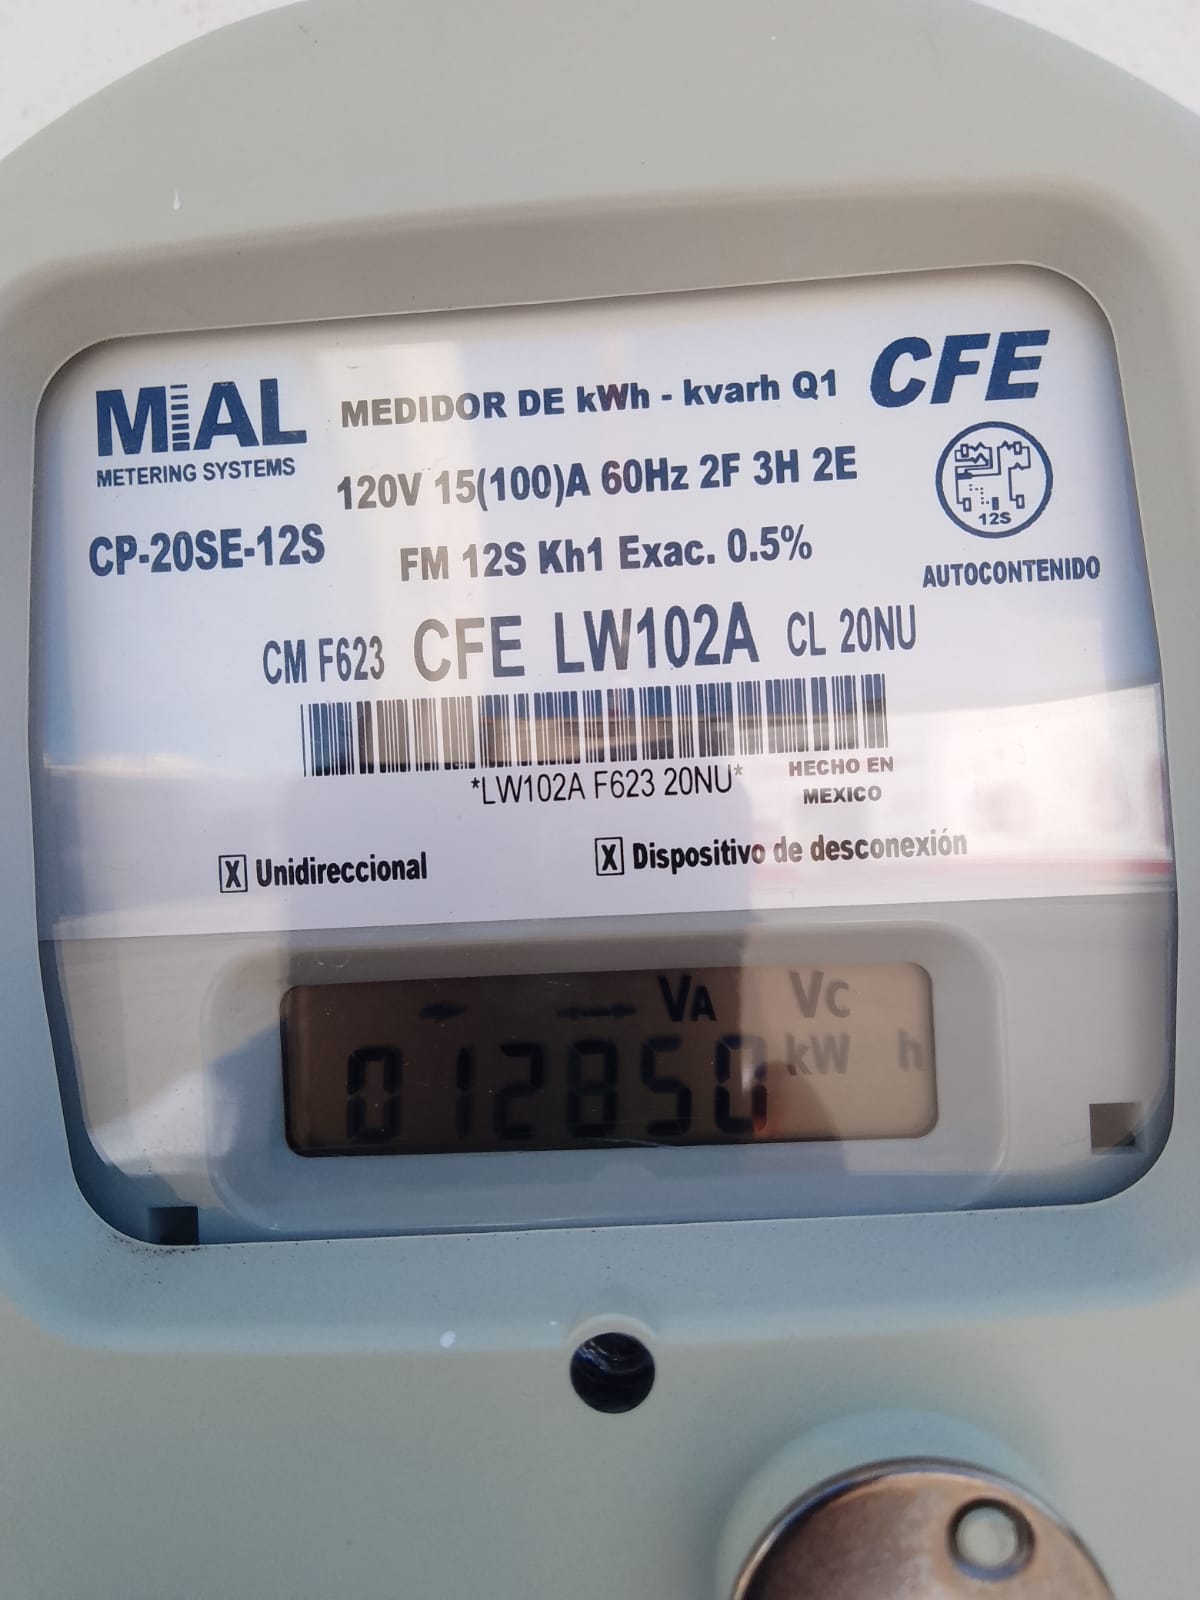 MIAL
METERING SYSTEMS
MEDIDOR DE kWh - kvarh Q1
CFE
120V 15(100)A 60Hz 2F 3H 2E
CP-20SE-12S
FM 12S Kh1 Exac. 0.5%
12S
AUTOCONTENIDO
CM F623 CFE LW102A CL 20NU
*LW102A F623 20NU*
HECHO EN
MEXICO
X Unidireccional
X Dispositivo de desconexión
VA VC
012850 kW h